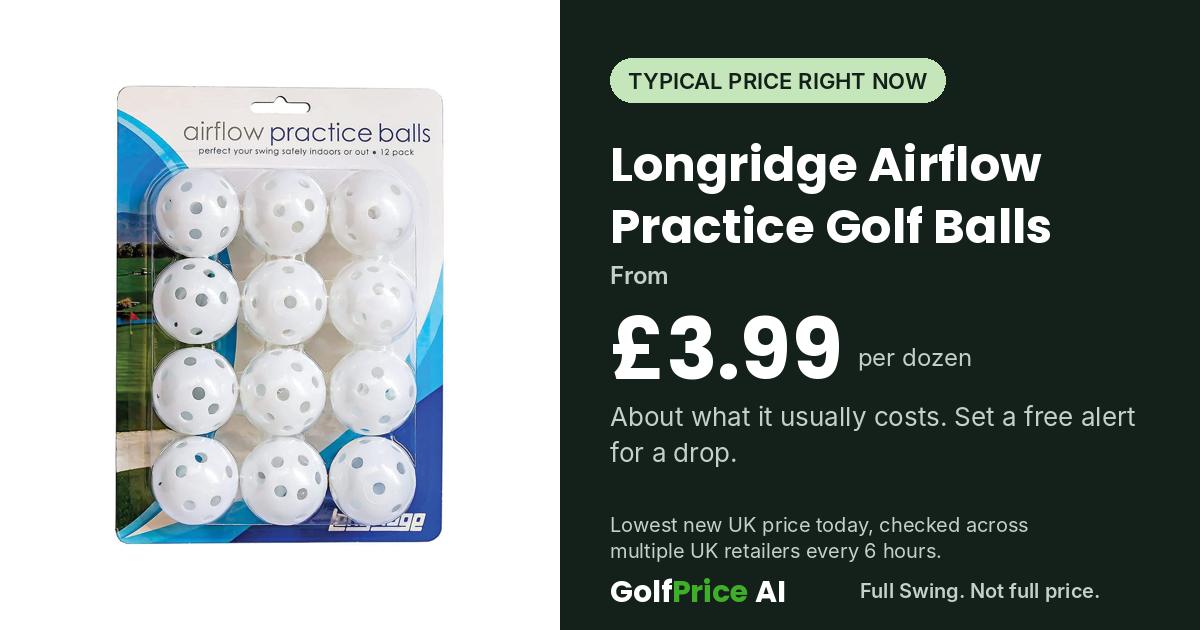 airflow practice balls
perfect your swing safely indoors or out • 12 pack
Longridge
TYPICAL PRICE RIGHT NOW
Longridge Airflow
Practice Golf Balls
From
£3.99 per dozen
About what it usually costs. Set a free alert
for a drop.
Lowest new UK price today, checked across
multiple UK retailers every 6 hours.
GolfPrice AI
Full Swing. Not full price.